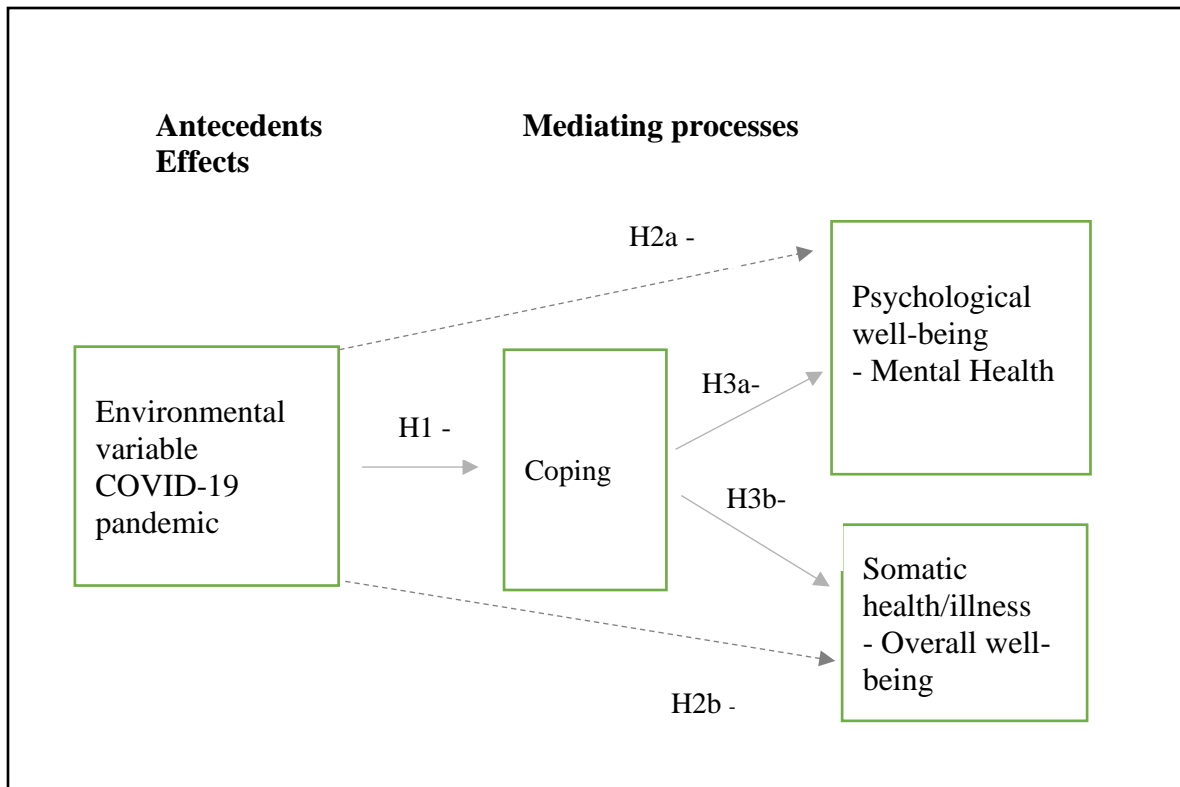 Antecedents Mediating processes
Effects
H2a -
Psychological
well-being
- Mental Health
H3a-
Environmental
variable
COVID-19
pandemic
H1 -
Coping
H3b-
Somatic
health/illness
- Overall well-
being
H2b -